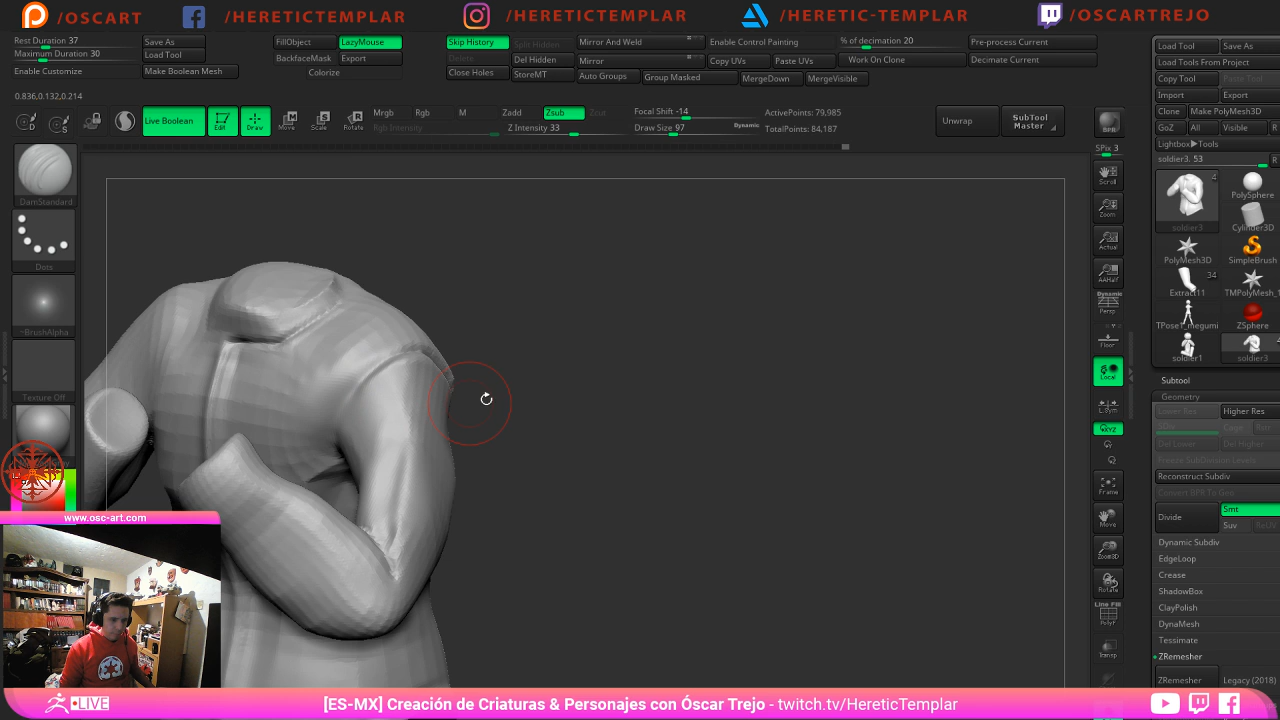 /OSCART /HERETICTEMPLAR /HERETICTEMPLAR /HERETIC-TEMPLAR /OSCARTREJO
Rest Duration 37 Save As FillObject LazyMouse Skip History Split Hidden Mirror And Weld Enable Control Painting % of decimation 20 Pre-process Current Load Tool Save As
Maximum Duration 30 Load Tool BackfaceMask Export Delete Del Hidden Mirror Copy UVs Paste UVs Work On Clone Decimate Current Load Tools From Project
Enable Customize Make Boolean Mesh Colorize Close Holes StoreMT Auto Groups Group Masked MergeDown MergeVisible Copy Tool Paste Tool
0.836,0.132,0.214 Import Export
Live Boolean Edit Draw Move Scale Rotate Mrgb Rgb M Zadd Zsub Zcut Focal Shift -14 ActivePoints: 79,985 Unwrap SubTool Master BPR Clone Make PolyMesh3D
Rgb Intensity Z Intensity 33 Draw Size 97 Dynamic TotalPoints: 84,187 GoZ All Visible R
SPix 3 Lightbox▶Tools
soldier3. 53 R
DamStandard Scroll 4 soldier3 PolySphere
Dots Zoom Cylinder3D
~BrushAlpha Actual PolyMesh3D SimpleBrush
Texture Off AAHalf Extract11 34 TMPolyMesh_1
Dynamic Persp TPose1_megumi ZSphere
Floor soldier1 soldier3
Local Subtool
L.Sym Geometry
XYZ Lower Res Higher Res
SDiv Cage Rstr
Del Lower Del Higher
Freeze SubDivision Levels
Frame Reconstruct Subdiv
Convert BPR To Geo
Move Divide Smt
Suv ReUV
Zoom3D Dynamic Subdiv
EdgeLoop
Rotate Crease
ShadowBox
Line Fill PolyF ClayPolish
DynaMesh
Transp Tessimate
ZRemesher
ZRemesher Legacy (2018)
www.osc-art.com
LIVE [ES-MX] Creación de Criaturas & Personajes con Óscar Trejo - twitch.tv/HereticTemplar